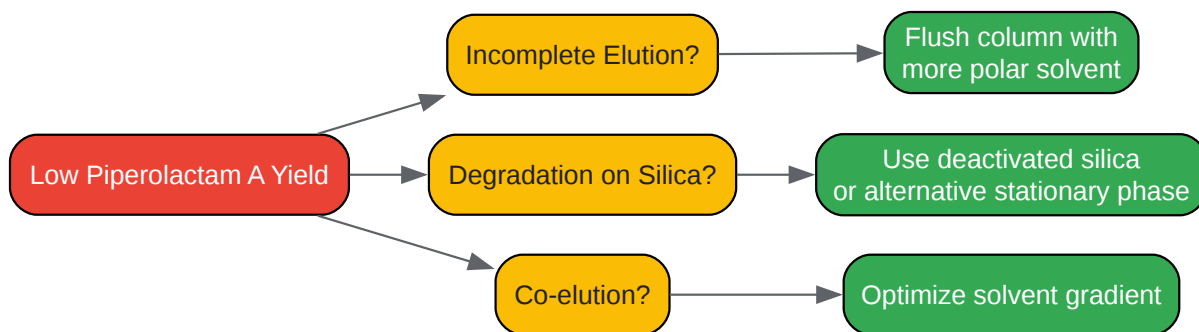 Low Piperolactam A Yield
Incomplete Elution?
Flush column with
more polar solvent
Degradation on Silica?
Use deactivated silica
or alternative stationary phase
Co-elution?
Optimize solvent gradient